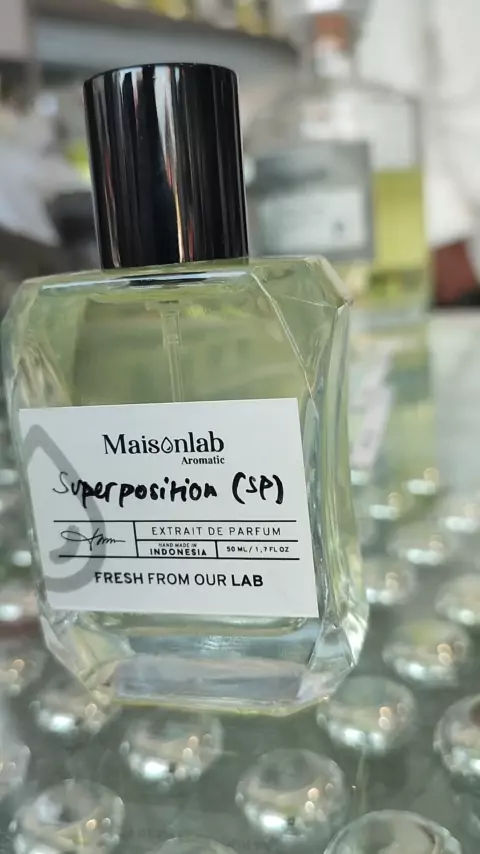 Maisonlab
Aromatic
Superposition (SP)
EXTRAIT DE PARFUM
HAND MADE IN
INDONESIA
50 ML / 1,7 FL OZ
FRESH FROM OUR LAB